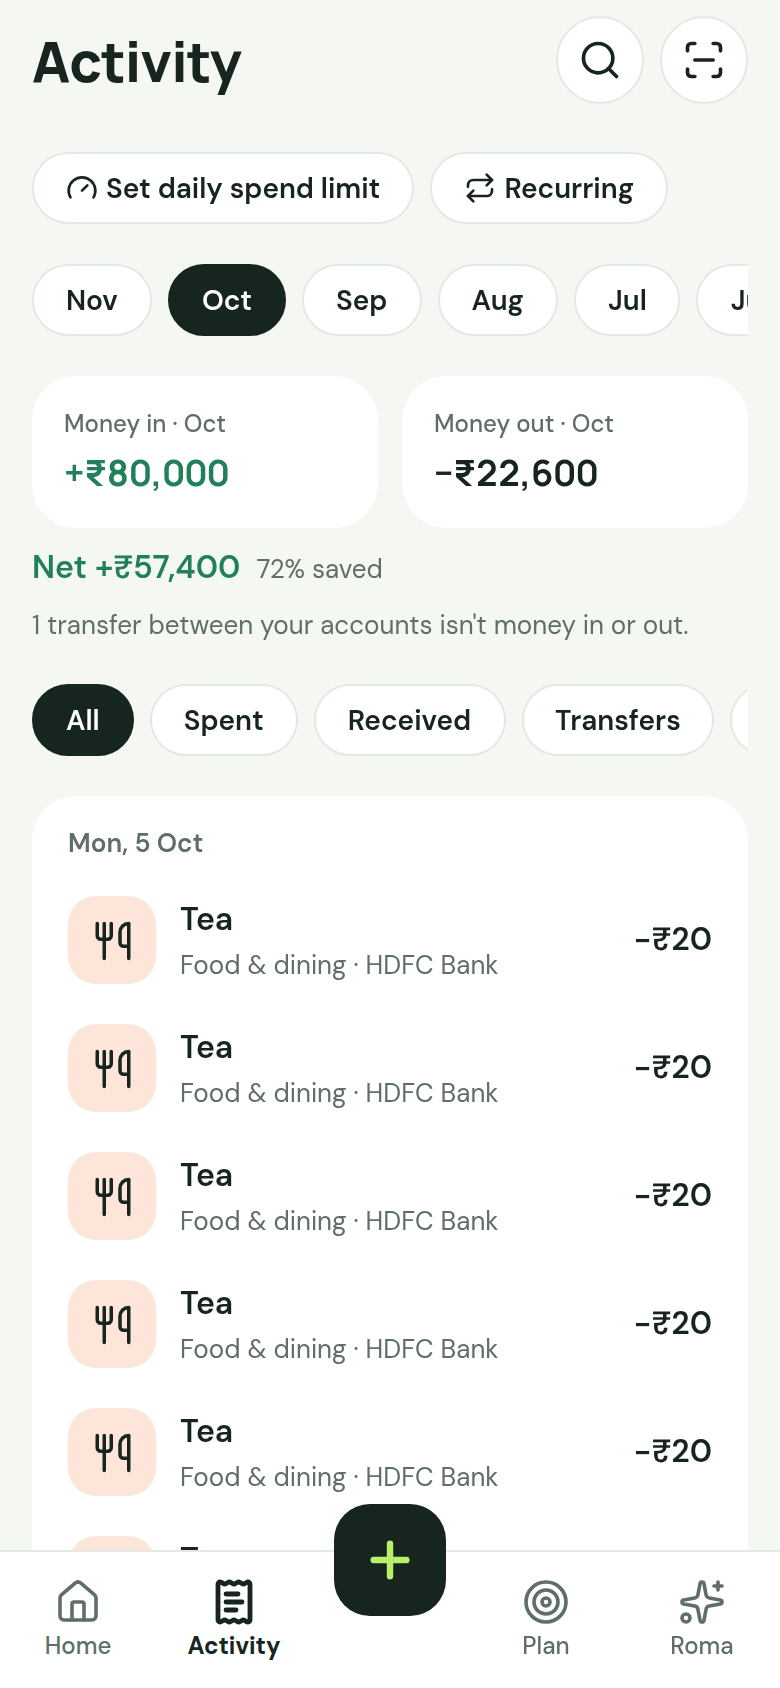 Activity
Set daily spend limit
Recurring
Nov
Oct
Sep
Aug
Jul
Money in · Oct
Money out · Oct
+₹80,000
−₹22,600
Net +₹57,400 72% saved
1 transfer between your accounts isn't money in or out.
All
Spent
Received
Transfers
Mon, 5 Oct
Tea
Food & dining · HDFC Bank
−₹20
Tea
Food & dining · HDFC Bank
−₹20
Tea
Food & dining · HDFC Bank
−₹20
Tea
Food & dining · HDFC Bank
−₹20
Tea
Food & dining · HDFC Bank
−₹20
Home
Activity
Plan
Roma